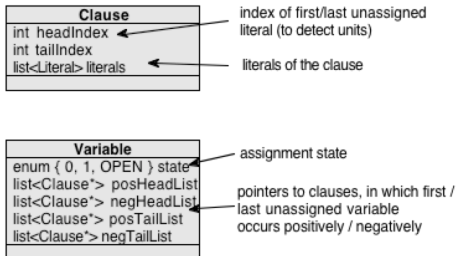 Clause
int headIndex
int tailIndex
list<Literal> literals
index of first/last unassigned
literal (to detect units)
literals of the clause
Variable
enum { 0, 1, OPEN } state
list<Clause*> posHeadList
list<Clause*> negHeadList
list<Clause*> posTailList
list<Clause*> negTailList
assignment state
pointers to clauses, in which first /
last unassigned variable
occurs positively / negatively